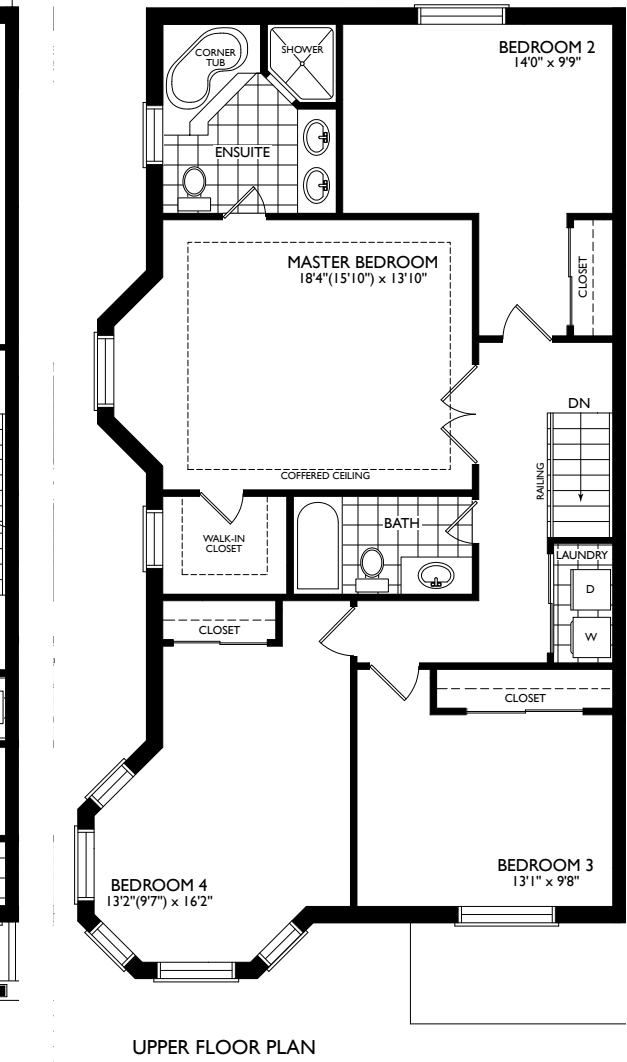 CORNER
TUB
SHOWER
BEDROOM 2
14'0" x 9'9"
ENSUITE
MASTER BEDROOM
18'4"(15'10") x 13'10"
CLOSET
DN
RAILING
COFFERED CEILING
BATH
WALK-IN
CLOSET
LAUNDRY
D
W
CLOSET
CLOSET
BEDROOM 3
13'1" x 9'8"
BEDROOM 4
13'2"(9'7") x 16'2"
UPPER FLOOR PLAN